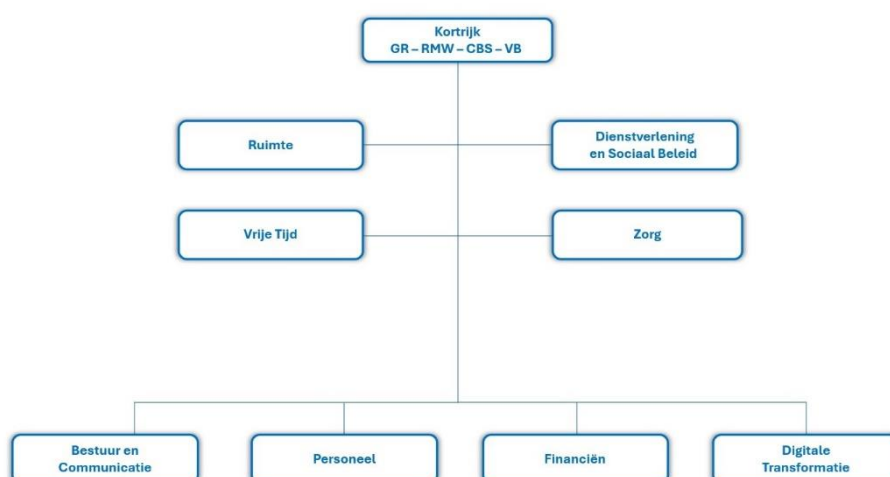 Kortrijk
GR – RMW – CBS – VB
Ruimte
Dienstverlening
en Sociaal Beleid
Vrije Tijd
Zorg
Bestuur en
Communicatie
Personeel
Financiën
Digitale
Transformatie